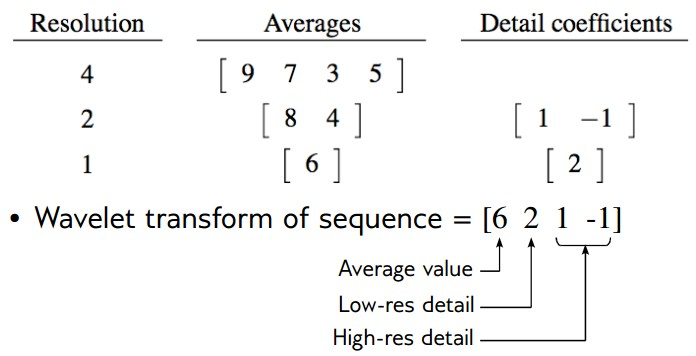 Resolution Averages Detail coefficients
4 [ 9 7 3 5 ]
2 [ 8 4 ] [ 1 −1 ]
1 [ 6 ] [ 2 ]
• Wavelet transform of sequence = [6 2 1 -1]
Average value
Low-res detail
High-res detail